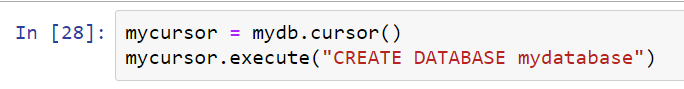 In [28]: mycursor = mydb.cursor()
mycursor.execute("CREATE DATABASE mydatabase")